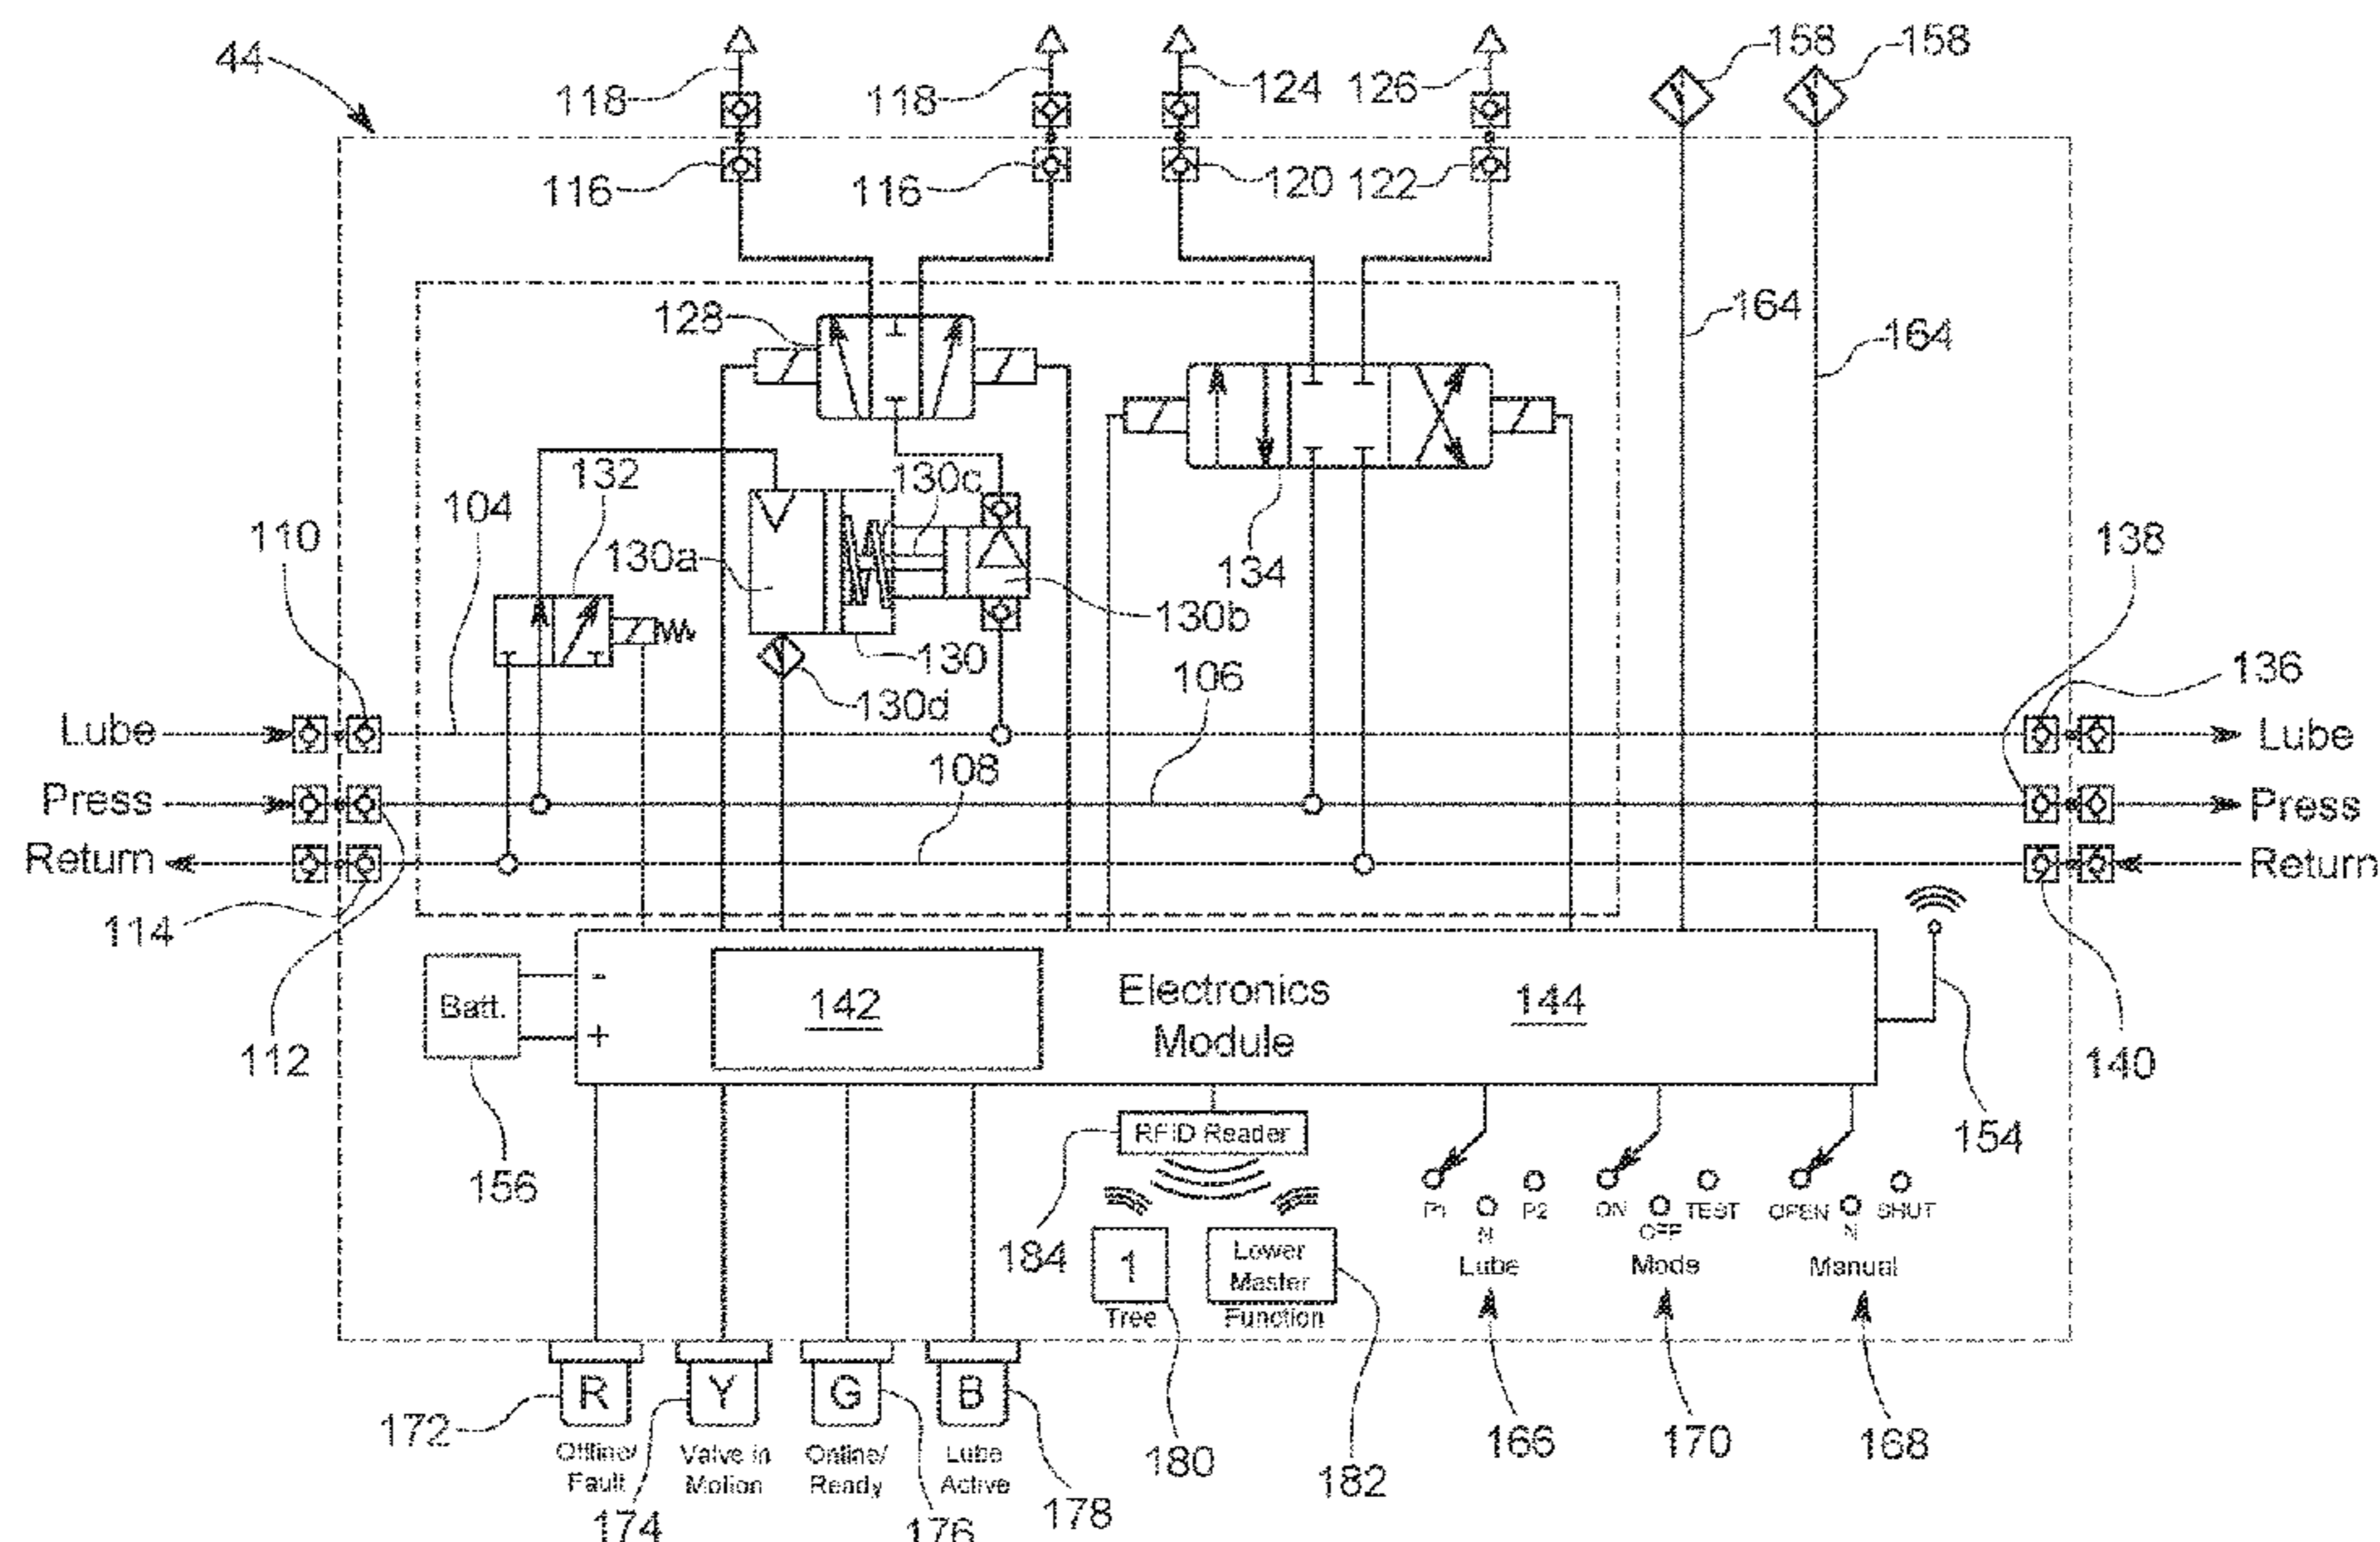 44
118
118
124
126
158
158
116
116
120
122
128
164
164
104
132
130c
110
130a
134
138
130b
130
106
136
130d
Lube
Lube
108
Press
Press
Return
Return
114
Batt.
-
+
142
Electronics
Module
144
112
140
156
184
RFID Reader
154
P1
N
P2
ON
OFF
TEST
OPEN
N
SHUT
1
Tree
Lower
Master
Function
Lube
Mode
Manual
R
Y
G
B
172
Offline/
Fault
Valve in
Motion
Online/
Ready
Lube
Active
174
176
178
180
182
166
170
168